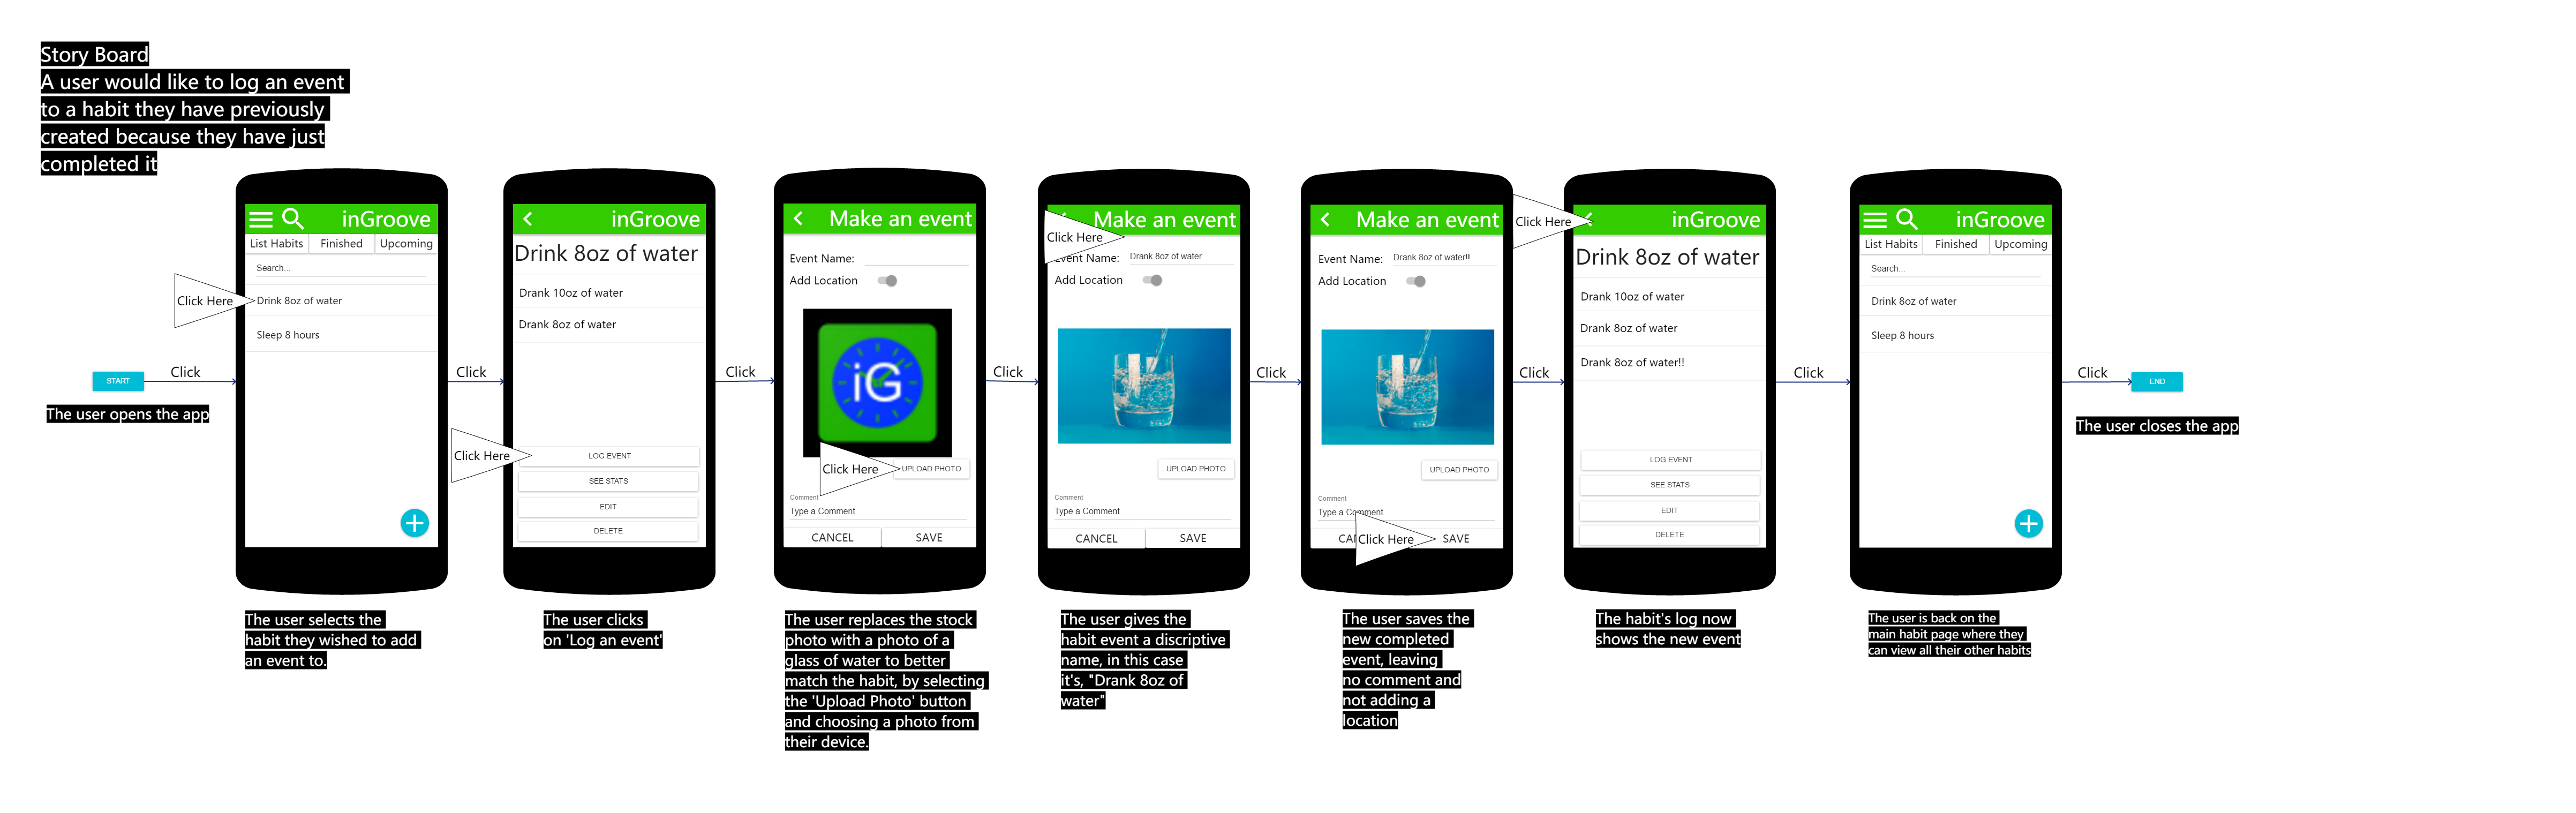 Story Board
A user would like to log an event
to a habit they have previously
created because they have just
completed it
START
Click
The user opens the app
inGroove
List Habits
Finished
Upcoming
Search...
Click Here
Drink 8oz of water
Sleep 8 hours
The user selects the
habit they wished to add
an event to.
Click
inGroove
Drink 8oz of water
Drank 10oz of water
Drank 8oz of water
Click Here
LOG EVENT
SEE STATS
EDIT
DELETE
The user clicks
on 'Log an event'
Click
Make an event
Event Name:
Add Location
iG
Click Here
UPLOAD PHOTO
Comment
Type a Comment
CANCEL
SAVE
The user replaces the stock
photo with a photo of a
glass of water to better
match the habit, by selecting
the 'Upload Photo' button
and choosing a photo from
their device.
Click
Make an event
Click Here
Event Name:
Drank 8oz of water
Add Location
UPLOAD PHOTO
Comment
Type a Comment
CANCEL
SAVE
The user gives the
habit event a discriptive
name, in this case
it's, "Drank 8oz of
water"
Click
Make an event
Event Name:
Drank 8oz of water!!
Add Location
UPLOAD PHOTO
Comment
Type a Comment
CA
Click Here
SAVE
The user saves the
new completed
event, leaving
no comment and
not adding a
location
Click
Click Here
inGroove
Drink 8oz of water
Drank 10oz of water
Drank 8oz of water
Drank 8oz of water!!
LOG EVENT
SEE STATS
EDIT
DELETE
The habit's log now
shows the new event
Click
inGroove
List Habits
Finished
Upcoming
Search...
Drink 8oz of water
Sleep 8 hours
The user is back on the
main habit page where they
can view all their other habits
Click
END
The user closes the app